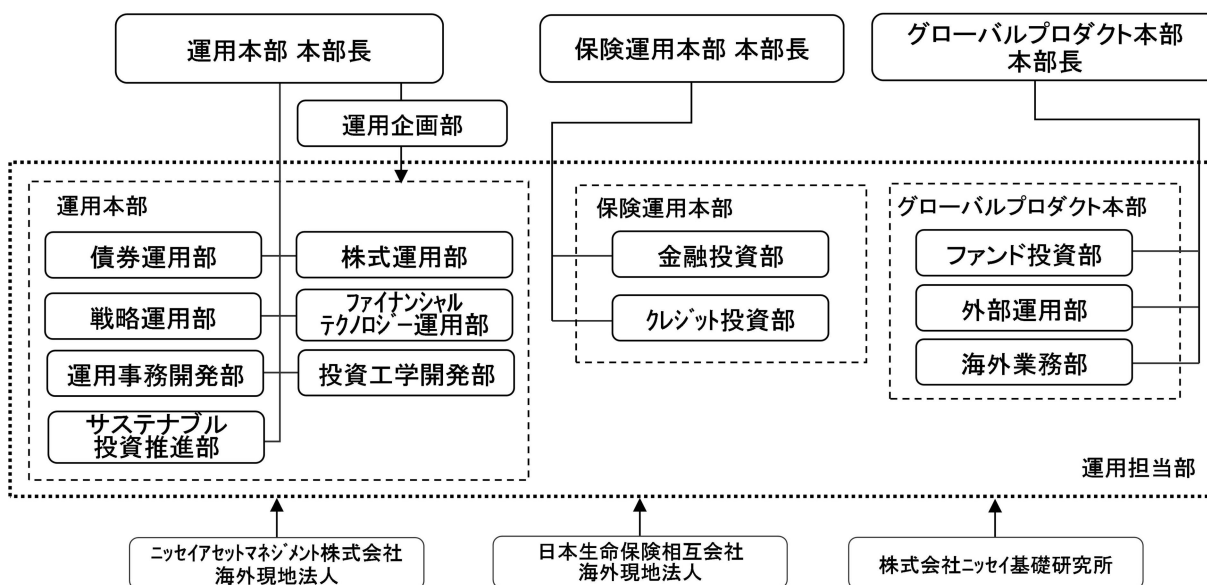 運用本部 本部長
保険運用本部 本部長
グローバルプロダクト本部
本部長
運用企画部
運用本部
債券運用部
株式運用部
戦略運用部
ファイナンシャル
テクノロジー運用部
運用事務開発部
投資工学開発部
サステナブル
投資推進部
保険運用本部
金融投資部
クレジット投資部
グローバルプロダクト本部
ファンド投資部
外部運用部
海外業務部
運用担当部
ニッセイアセットマネジメント株式会社
海外現地法人
日本生命保険相互会社
海外現地法人
株式会社ニッセイ基礎研究所